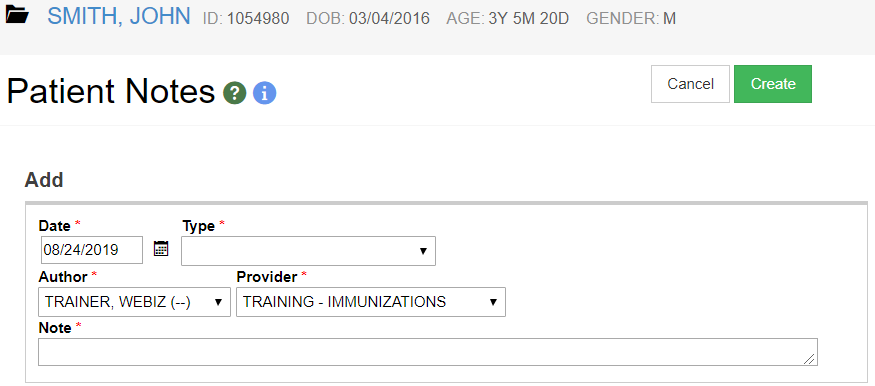 SMITH, JOHN ID: 1054980 DOB: 03/04/2016 AGE: 3Y 5M 20D GENDER: M
Patient Notes ? i Cancel Create
Add
Date * Type *
08/24/2019
Author * Provider *
TRAINER, WEBIZ (--) TRAINING - IMMUNIZATIONS
Note *